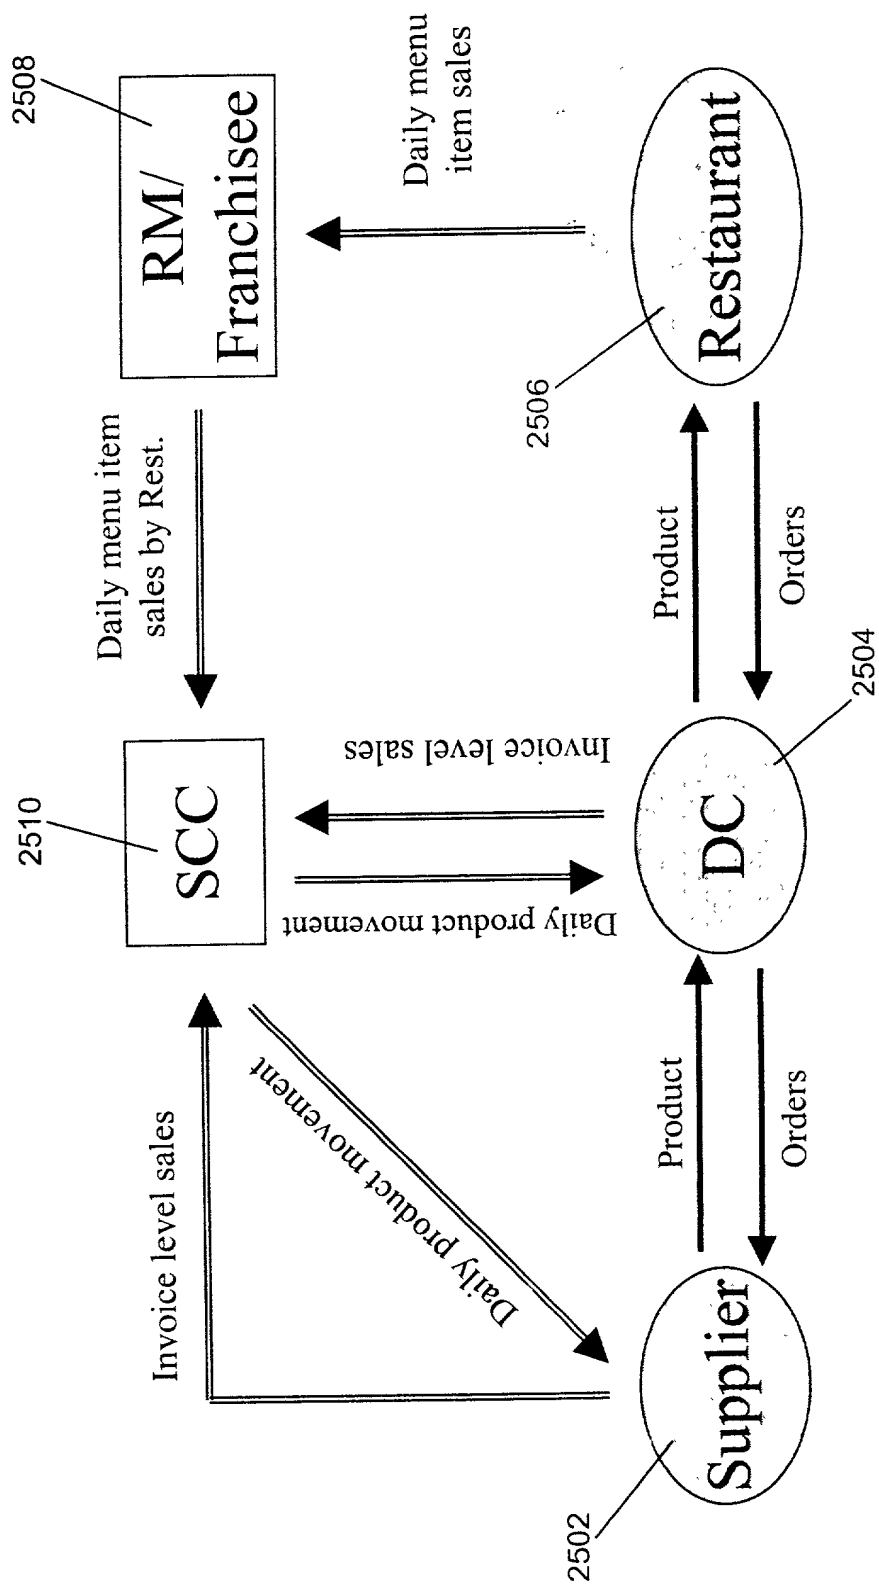 2510
2508
SCC
RM/
Franchisee
Daily menu item
sales by Rest.
Invoice level sales
Daily product movement
Daily product movement
Invoice level sales
Daily menu
item sales
2502
Supplier
Product
Orders
DC
2504
Product
Orders
2506
Restaurant